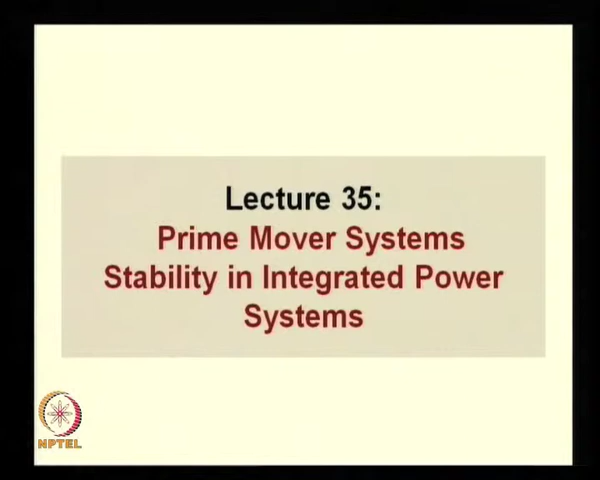 Lecture 35:
Prime Mover Systems
Stability in Integrated Power
Systems
NPTEL